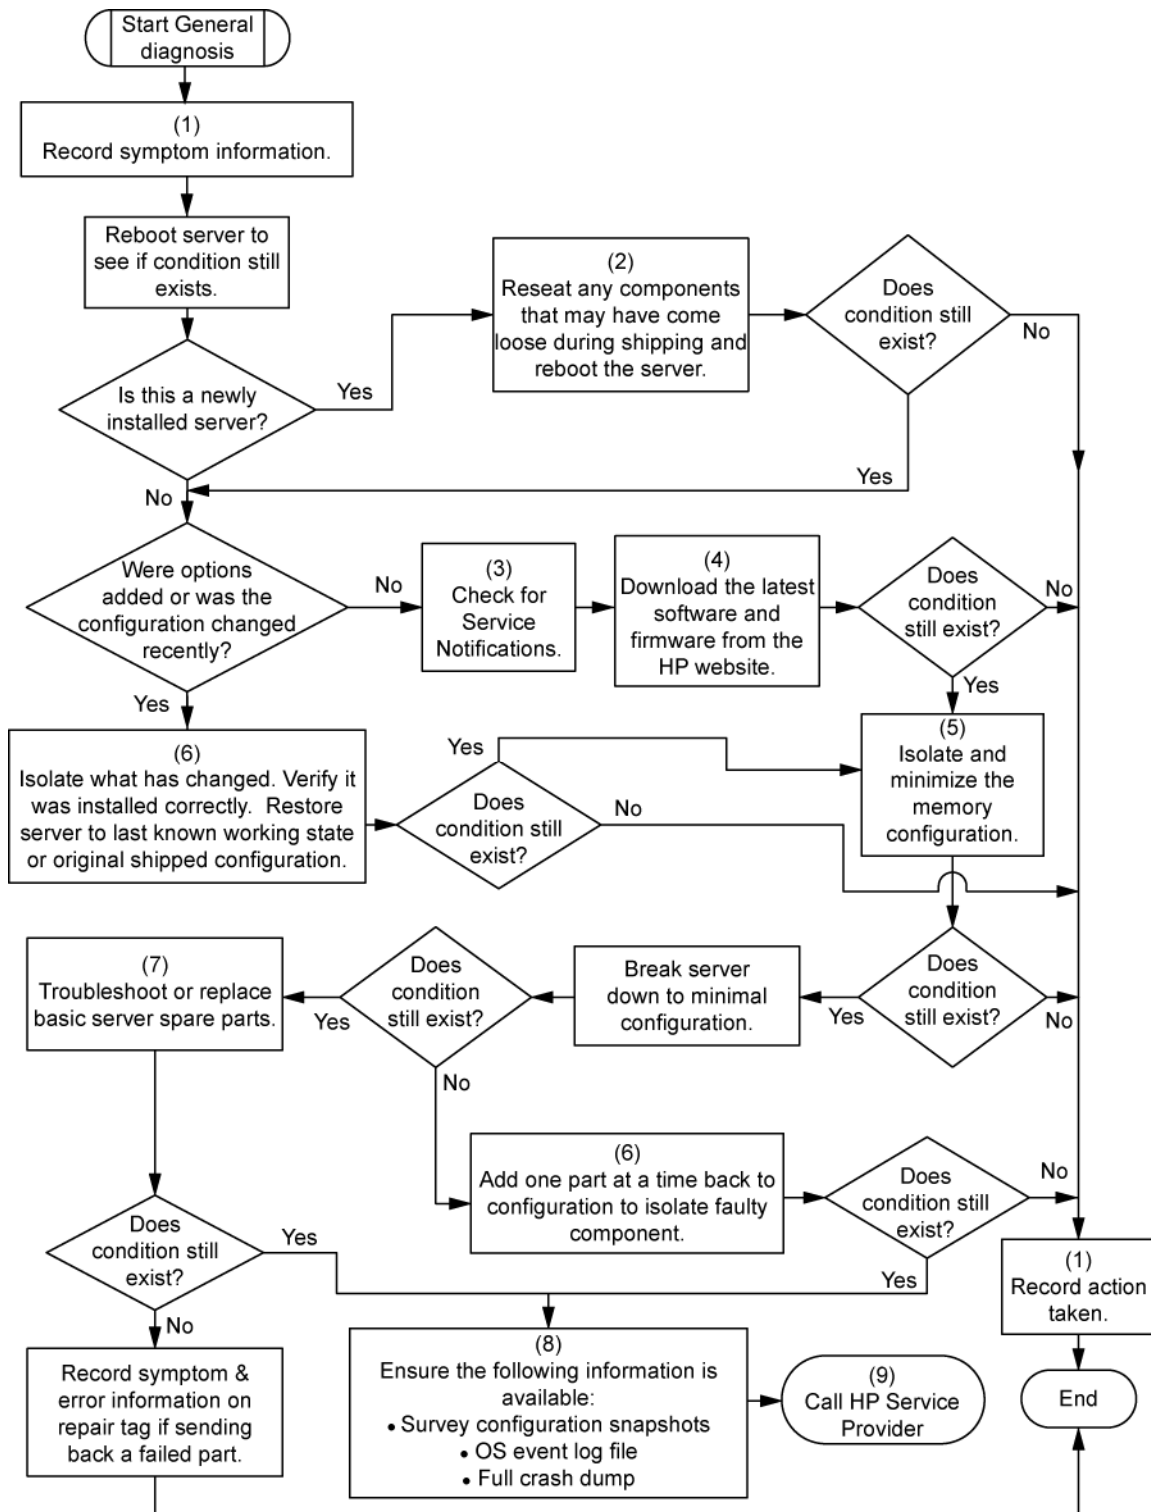 Start General
diagnosis
(1)
Record symptom information.
Reboot server to
see if condition still
exists.
Is this a newly
installed server?
Yes
(2)
Reseat any components
that may have come
loose during shipping and
reboot the server.
Does
condition still
exist?
No
Yes
No
Were options
added or was the
configuration changed
recently?
No
(3)
Check for
Service
Notifications.
(4)
Download the latest
software and
firmware from the
HP website.
Does
condition
still exist?
No
Yes
Yes
(6)
Isolate what has changed. Verify it
was installed correctly. Restore
server to last known working state
or original shipped configuration.
Does
condition still
exist?
Yes
No
(5)
Isolate and
minimize the
memory
configuration.
Does
condition
still exist?
No
Yes
Break server
down to minimal
configuration.
Does
condition
still exist?
Yes
No
(7)
Troubleshoot or replace
basic server spare parts.
(6)
Add one part at a time back to
configuration to isolate faulty
component.
Does
condition still
exist?
No
Yes
Does
condition still
exist?
Yes
No
(1)
Record action
taken.
Record symptom &
error information on
repair tag if sending
back a failed part.
(8)
Ensure the following information is
available:
• Survey configuration snapshots
• OS event log file
• Full crash dump
(9)
Call HP Service
Provider
End